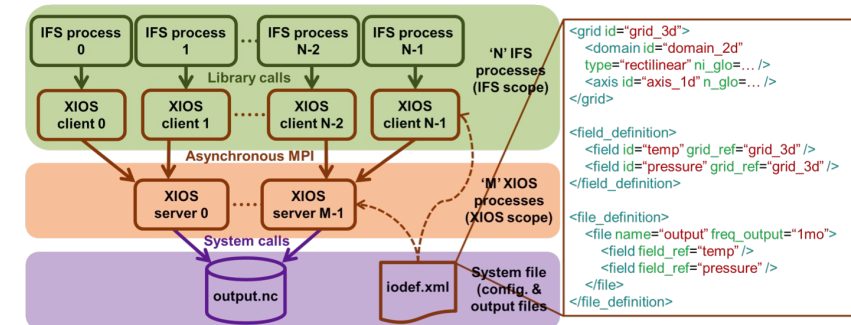 IFS process 0
IFS process 1
IFS process N-2
IFS process N-1
'N' IFS processes (IFS scope)
Library calls
XIOS client 0
XIOS client 1
XIOS client N-2
XIOS client N-1
Asynchronous MPI
XIOS server 0
XIOS server M-1
'M' XIOS processes (XIOS scope)
System calls
output.nc
iodef.xml
System file (config. & output files
<grid id="grid_3d">
<domain id="domain_2d"
type="rectilinear" ni_glo=… />
<axis id="axis_1d" n_glo=… />
</grid>
<field_definition>
<field id="temp" grid_ref="grid_3d" />
<field id="pressure" grid_ref="grid_3d" />
</field_definition>
<file_definition>
<file name="output" freq_output="1mo">
<field field_ref="temp" />
<field field_ref="pressure" />
</file>
</file_definition>